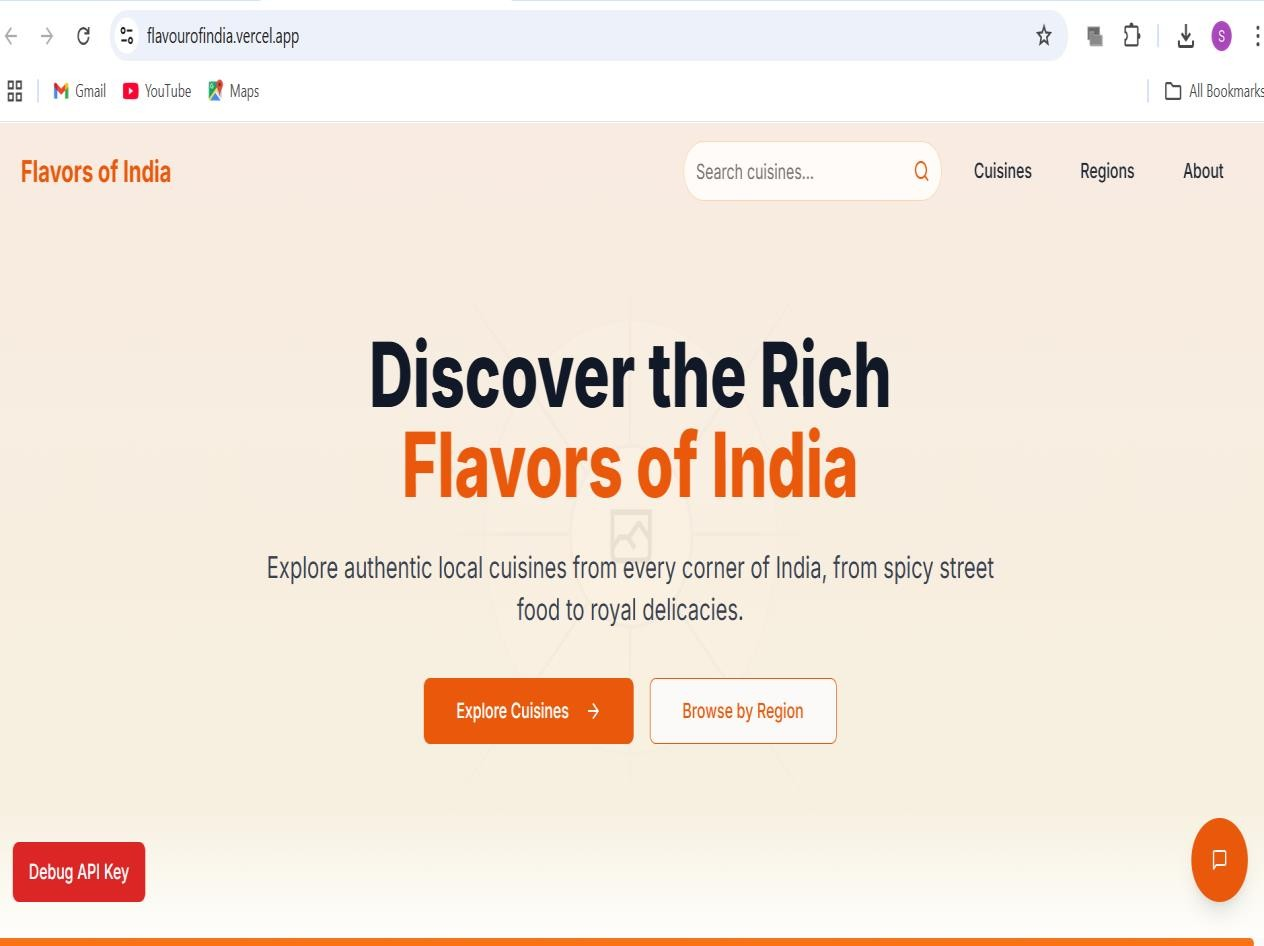 flavourofindia.vercel.app
S
Gmail YouTube Maps All Bookmarks
Flavors of India Search cuisines... Cuisines Regions About
Discover the Rich
Flavors of India
Explore authentic local cuisines from every corner of India, from spicy street
food to royal delicacies.
Explore Cuisines → Browse by Region
Debug API Key